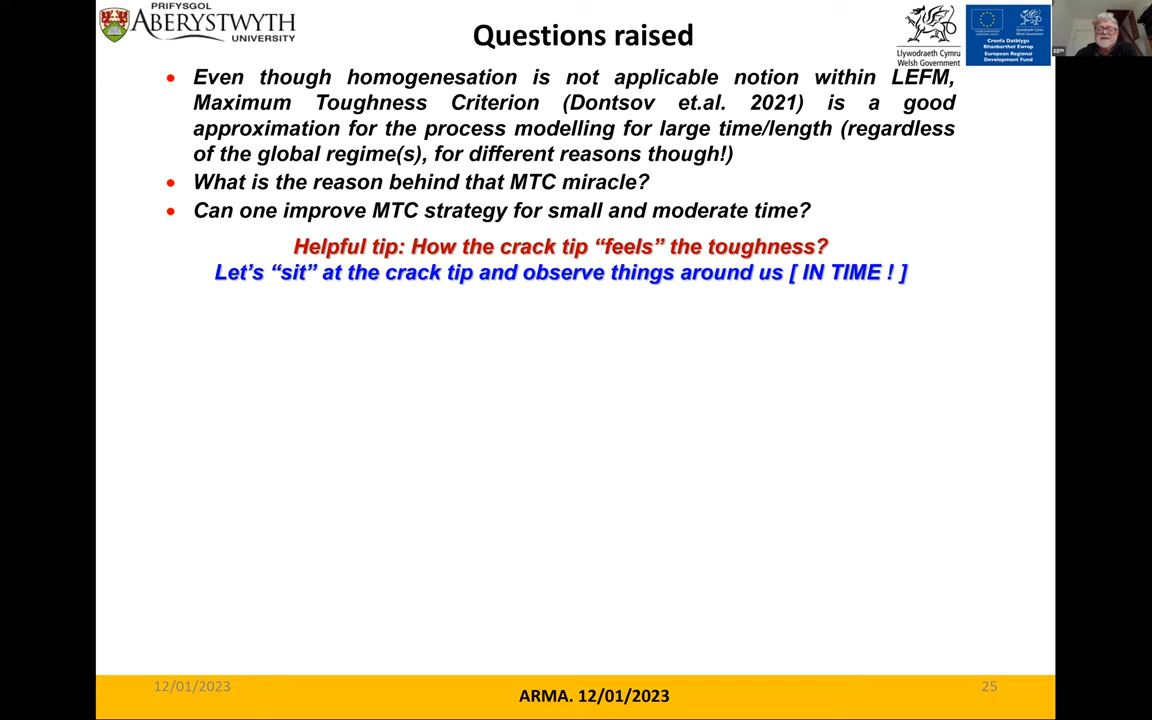 PRIFYSGOL
ABERYSTWYTH
UNIVERSITY
Questions raised
Llywodraeth Cymru
Welsh Government
Cronfa Datblygu
Rhanbarthol Ewrop
European Regional
Development Fund
• Even though homogenesation is not applicable notion within LEFM,
Maximum Toughness Criterion (Dontsov et.al. 2021) is a good
approximation for the process modelling for large time/length (regardless
of the global regime(s), for different reasons though!)
• What is the reason behind that MTC miracle?
• Can one improve MTC strategy for small and moderate time?
Helpful tip: How the crack tip “feels” the toughness?
Let’s “sit” at the crack tip and observe things around us [ IN TIME ! ]
12/01/2023
ARMA. 12/01/2023
25